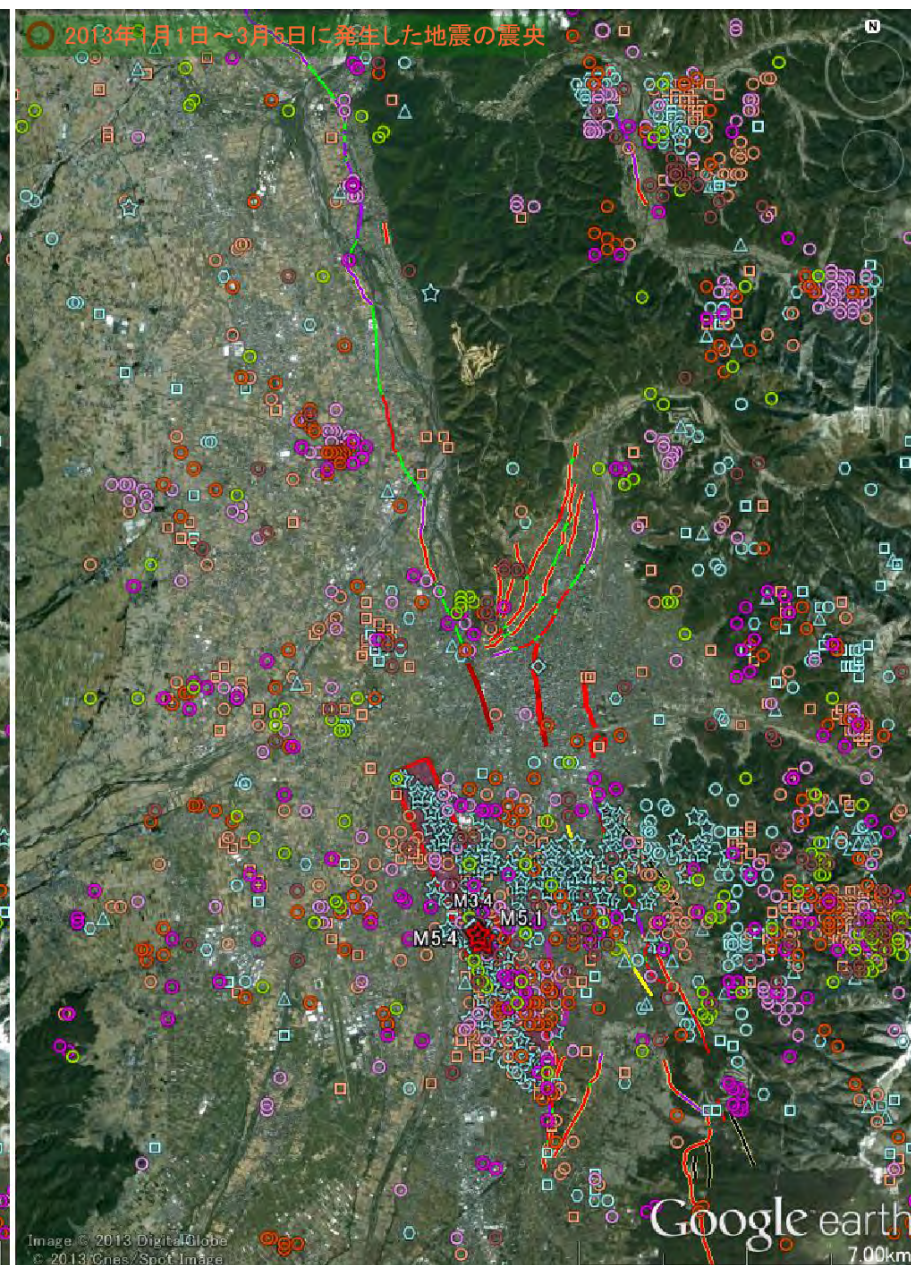 2013年1月1日～3月5日に発生した地震の震央
N
M3.4
M5.1
M5.4
Google earth
Image © 2013 DigitalGlobe
© 2013 Cnes/Spot Image
7.00km